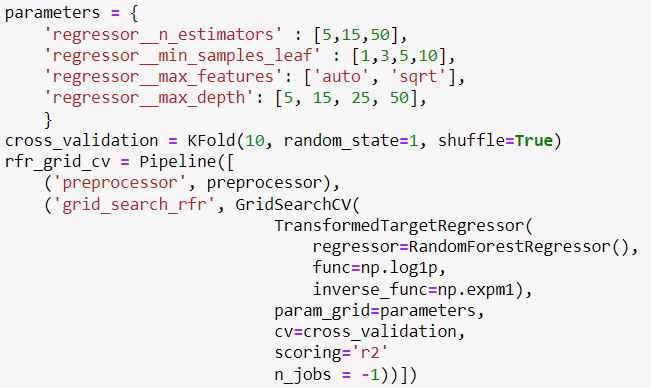 parameters = {
    'regressor__n_estimators' : [5,15,50],
    'regressor__min_samples_leaf' : [1,3,5,10],
    'regressor__max_features': ['auto', 'sqrt'],
    'regressor__max_depth': [5, 15, 25, 50],
    }
cross_validation = KFold(10, random_state=1, shuffle=True)
rfr_grid_cv = Pipeline([
    ('preprocessor', preprocessor),
    ('grid_search_rfr', GridSearchCV(
                            TransformedTargetRegressor(
                                regressor=RandomForestRegressor(),
                                func=np.log1p,
                                inverse_func=np.expm1),
                            param_grid=parameters,
                            cv=cross_validation,
                            scoring='r2'
                            n_jobs = -1))])